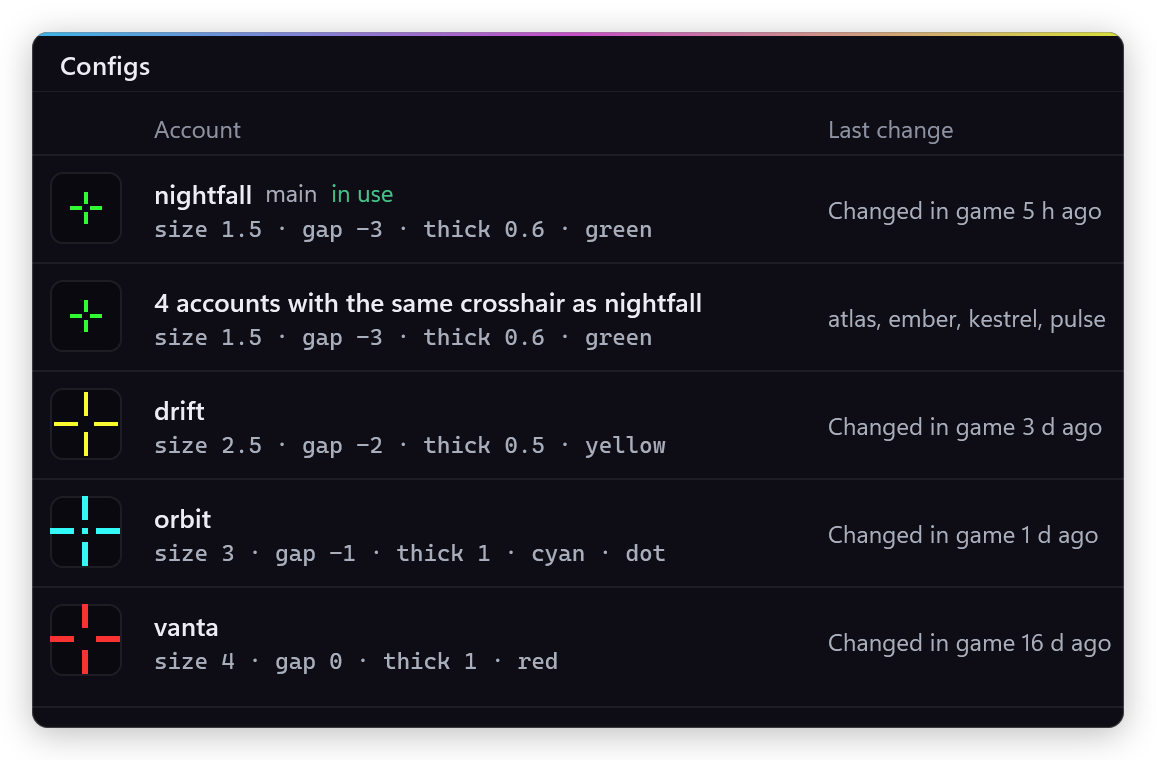 Configs
Account Last change
nightfall main in use
size 1.5 · gap −3 · thick 0.6 · green
Changed in game 5 h ago
4 accounts with the same crosshair as nightfall
size 1.5 · gap −3 · thick 0.6 · green
atlas, ember, kestrel, pulse
drift
size 2.5 · gap −2 · thick 0.5 · yellow
Changed in game 3 d ago
orbit
size 3 · gap −1 · thick 1 · cyan · dot
Changed in game 1 d ago
vanta
size 4 · gap 0 · thick 1 · red
Changed in game 16 d ago